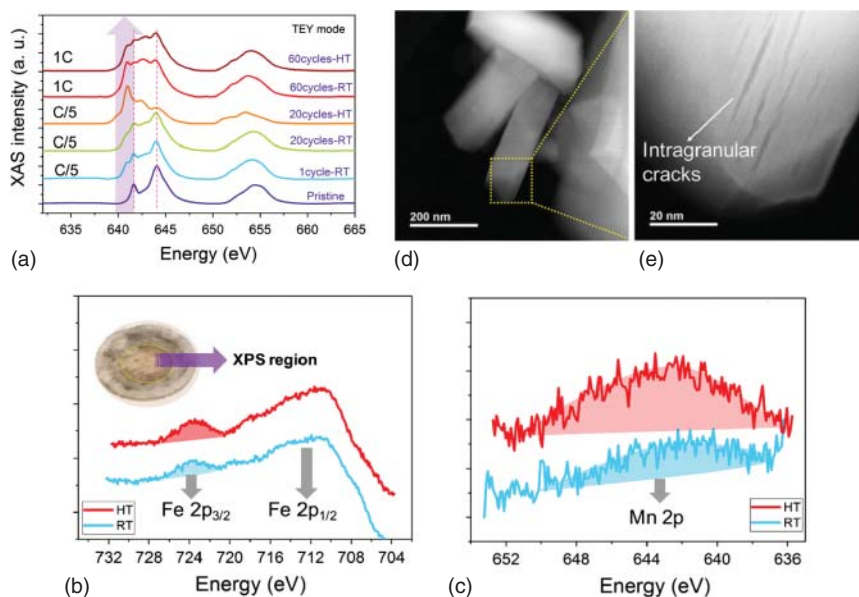 TEY mode
1C
60cycles-HT
1C
60cycles-RT
C/5
20cycles-HT
C/5
20cycles-RT
C/5
1cycle-RT
Pristine
XAS intensity (a. u.)
635 640 645 650 655 660 665
Energy (eV)
(a)
200 nm
(d)
Intragranular
cracks
20 nm
(e)
XPS region
Fe 2p3/2
Fe 2p1/2
HT
RT
732 728 724 720 716 712 708 704
Energy (eV)
(b)
Mn 2p
HT
RT
652 648 644 640 636
Energy (eV)
(c)